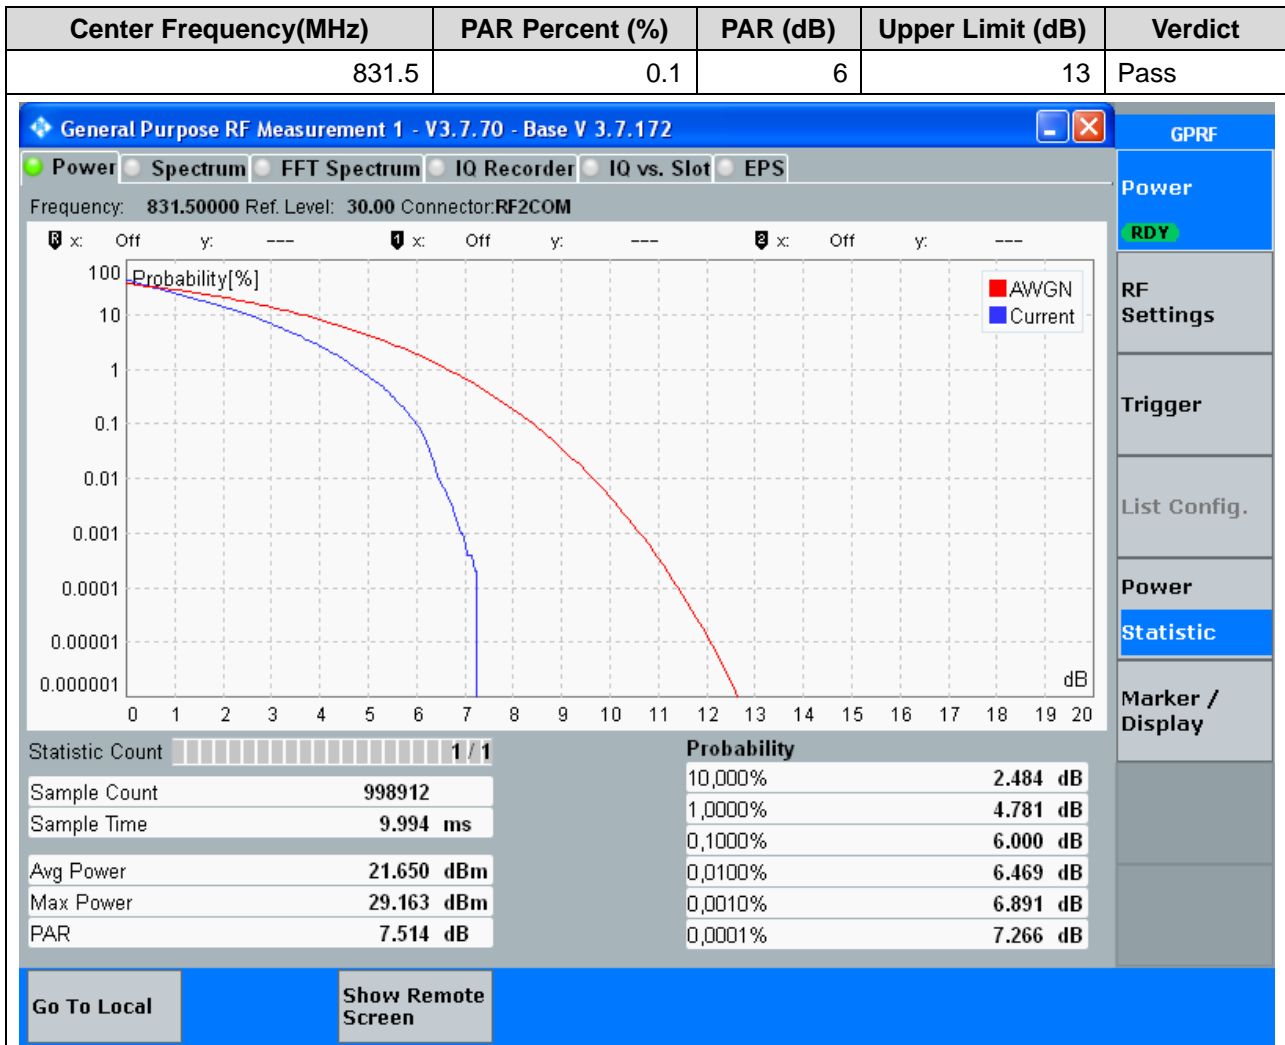 Center Frequency(MHz) PAR Percent (%) PAR (dB) Upper Limit (dB) Verdict
831.5 0.1 6 13 Pass
General Purpose RF Measurement 1 - V3.7.70 - Base V 3.7.172
GPRF
Power Spectrum FFT Spectrum IQ Recorder IQ vs. Slot EPS
Power
RDY
Frequency: 831.50000 Ref. Level: 30.00 Connector:RF2COM
R x: Off y: --- 1 x: Off y: --- 2 x: Off y: ---
Probability[%]
AWGN
Current
100
10
1
0.1
0.01
0.001
0.0001
0.00001
0.000001
dB
0 1 2 3 4 5 6 7 8 9 10 11 12 13 14 15 16 17 18 19 20
RF
Settings
Trigger
List Config.
Power
Statistic
Marker /
Display
Statistic Count 1 / 1
Sample Count 998912
Sample Time 9.994 ms
Avg Power 21.650 dBm
Max Power 29.163 dBm
PAR 7.514 dB
Probability
10,000% 2.484 dB
1,0000% 4.781 dB
0,1000% 6.000 dB
0,0100% 6.469 dB
0,0010% 6.891 dB
0,0001% 7.266 dB
Go To Local
Show Remote
Screen